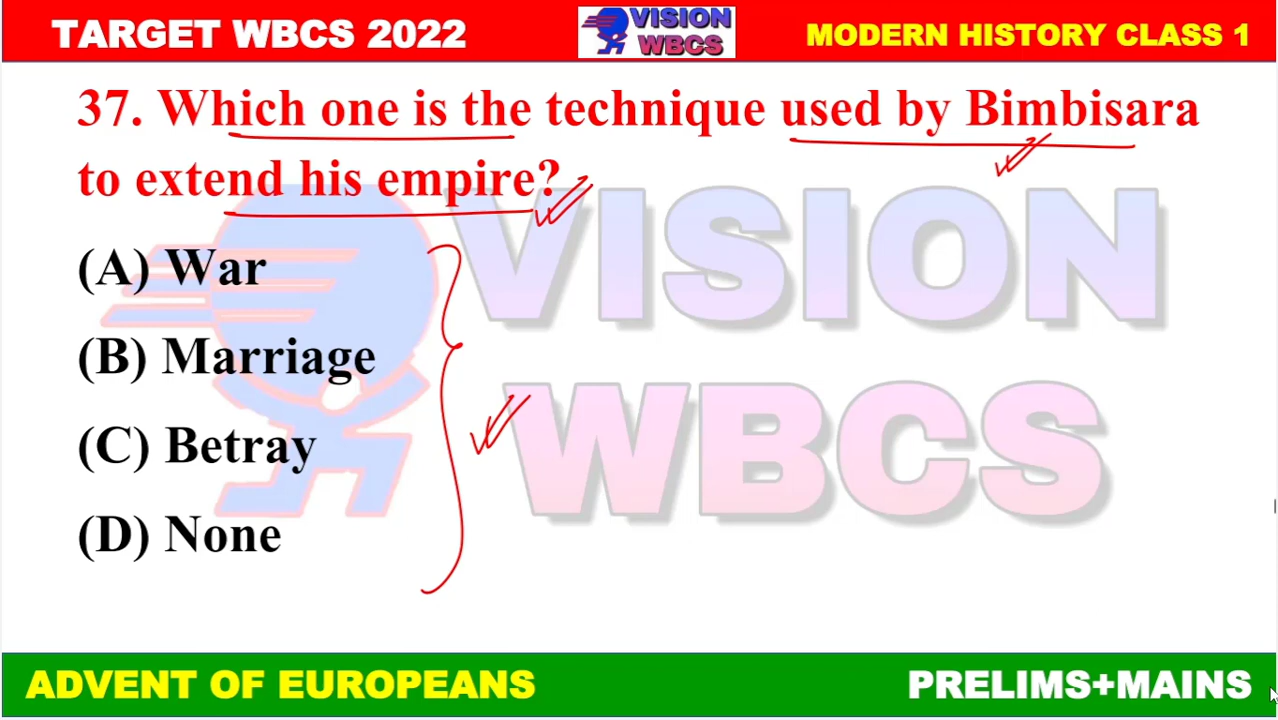 TARGET WBCS 2022
VISION
WBCS
MODERN HISTORY CLASS 1
37. Which one is the technique used by Bimbisara
to extend his empire?
(A) War
(B) Marriage
(C) Betray
(D) None
VISION
WBCS
ADVENT OF EUROPEANS
PRELIMS+MAINS